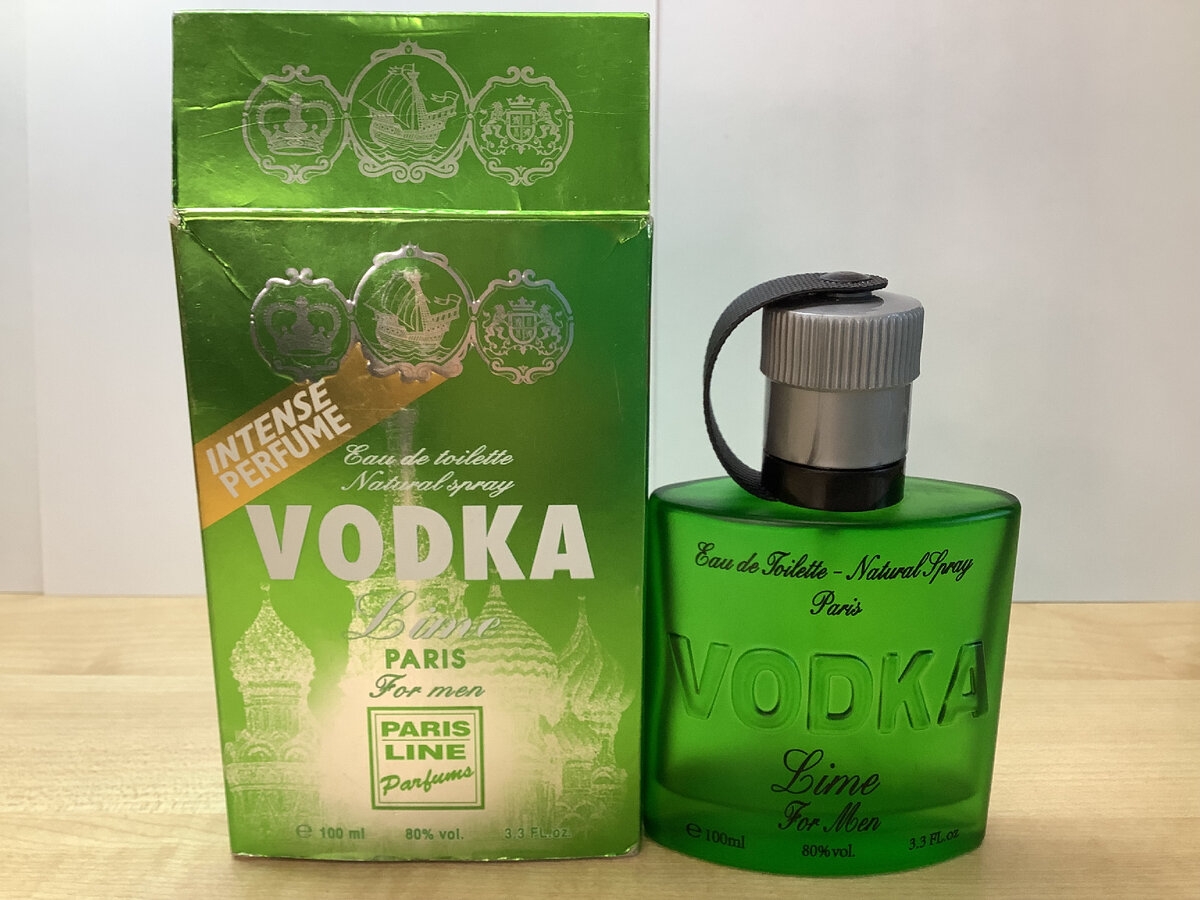 INTENSE
PERFUME
Eau de toilette
Natural spray
VODKA
Lime
PARIS
For men
PARIS
LINE
Parfums
℮ 100 ml 80% vol. 3.3 FL.oz.
Eau de Toilette - Natural Spray
Paris
VODKA
Lime
For Men
℮ 100ml 80% vol. 3.3 FL.oz